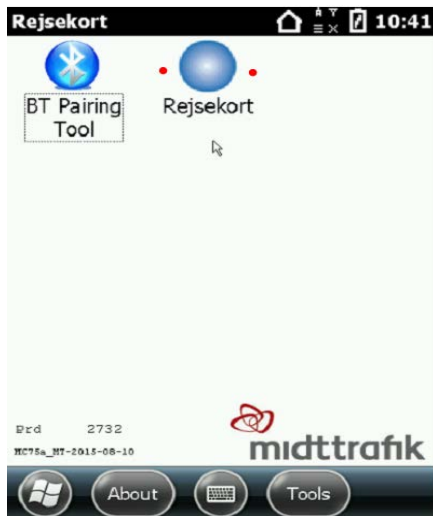 Rejsekort 10:41
BT Pairing Rejsekort
Tool
Prd 2732
MC75a_MT-2015-08-10
midttrafik
About Tools